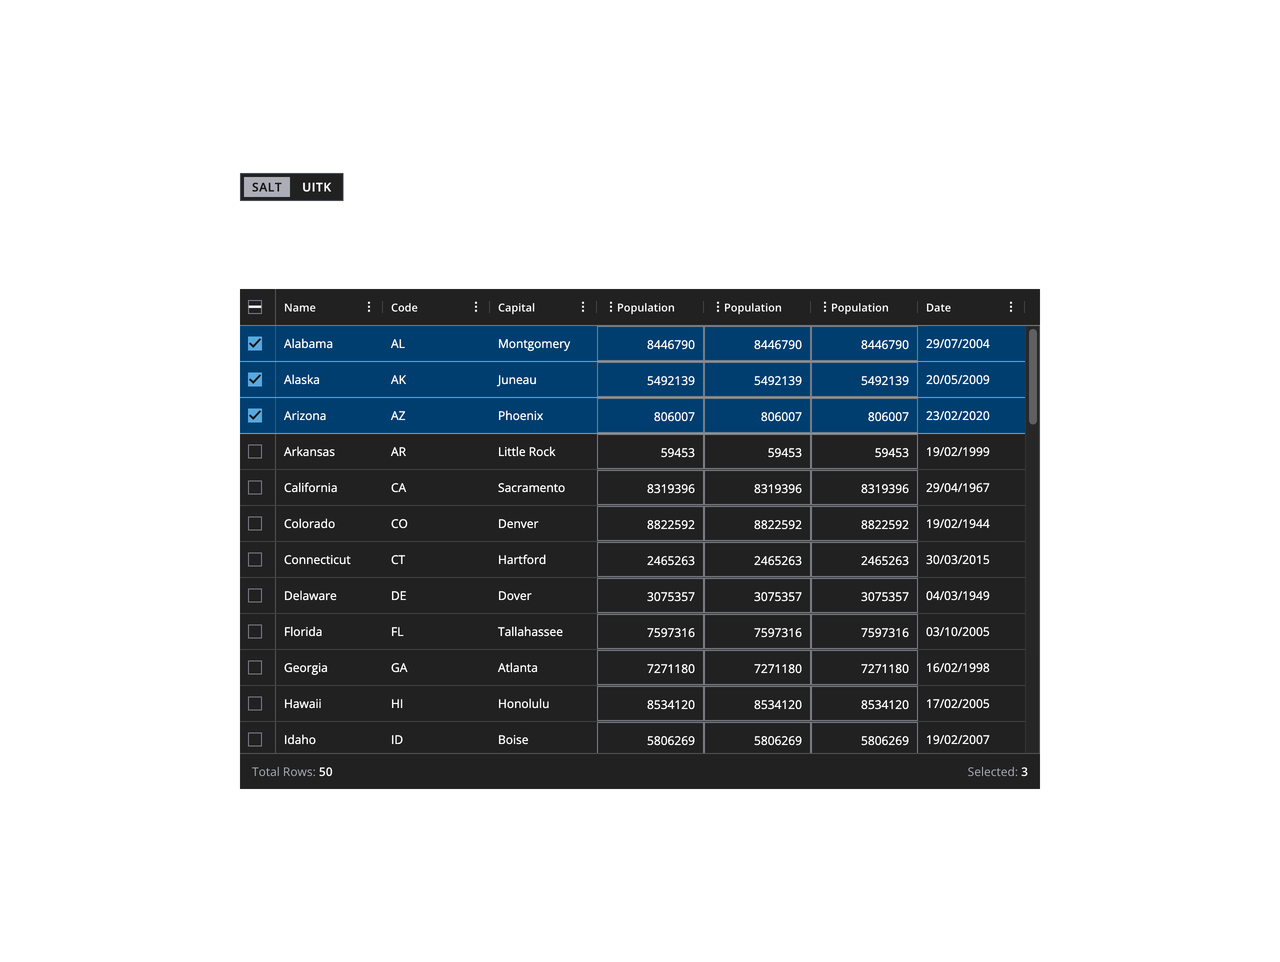 SALT UITK
Name Code Capital Population Population Population Date
Alabama AL Montgomery 8446790 8446790 8446790 29/07/2004
Alaska AK Juneau 5492139 5492139 5492139 20/05/2009
Arizona AZ Phoenix 806007 806007 806007 23/02/2020
Arkansas AR Little Rock 59453 59453 59453 19/02/1999
California CA Sacramento 8319396 8319396 8319396 29/04/1967
Colorado CO Denver 8822592 8822592 8822592 19/02/1944
Connecticut CT Hartford 2465263 2465263 2465263 30/03/2015
Delaware DE Dover 3075357 3075357 3075357 04/03/1949
Florida FL Tallahassee 7597316 7597316 7597316 03/10/2005
Georgia GA Atlanta 7271180 7271180 7271180 16/02/1998
Hawaii HI Honolulu 8534120 8534120 8534120 17/02/2005
Idaho ID Boise 5806269 5806269 5806269 19/02/2007
Total Rows: 50 Selected: 3